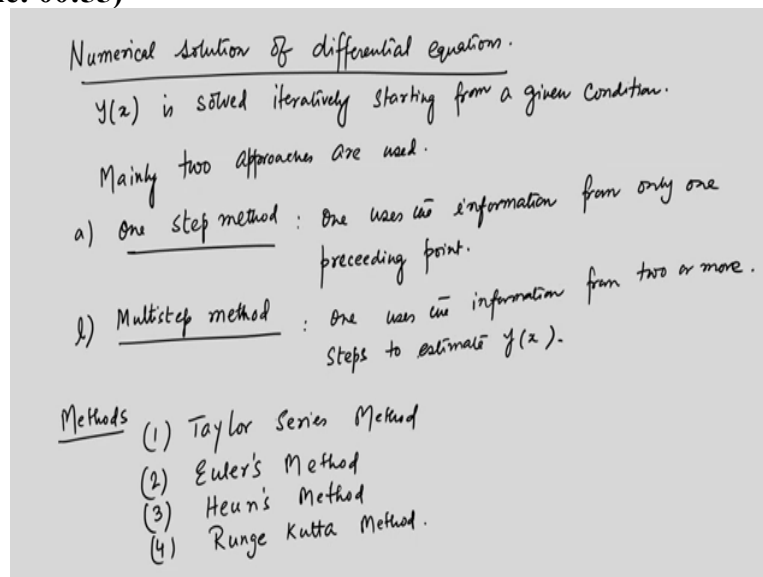 Numerical solution of differential equations.
y(x) is solved iteratively starting from a given condition.
Mainly two approaches are used.
a) One step method : One uses the information from only one
preceeding point.
b) Multistep method : One uses the information from two or more.
steps to estimate y(x).
Methods (1) Taylor Series Method
(2) Euler's Method
(3) Heun's Method
(4) Runge Kutta Method.